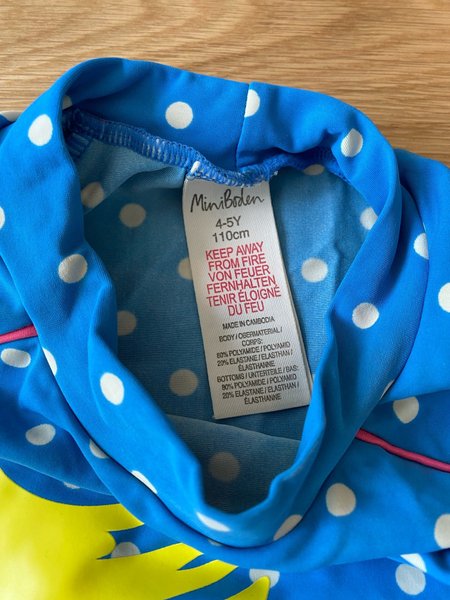 MiniBoden
4-5Y
110cm
KEEP AWAY
FROM FIRE
VON FEUER
FERNHALTEN
TENIR ÉLOIGNÉ
DU FEU
MADE IN CAMBODIA
BODY / OBERMATERIAL /
CORPS:
80% POLYAMIDE / POLYAMID
20% ELASTANE / ELASTHAN /
ÉLASTHANNE
BOTTOMS / UNTERTEILE / BAS:
80% POLYAMIDE / POLYAMID
20% ELASTANE / ELASTHAN /
ÉLASTHANNE